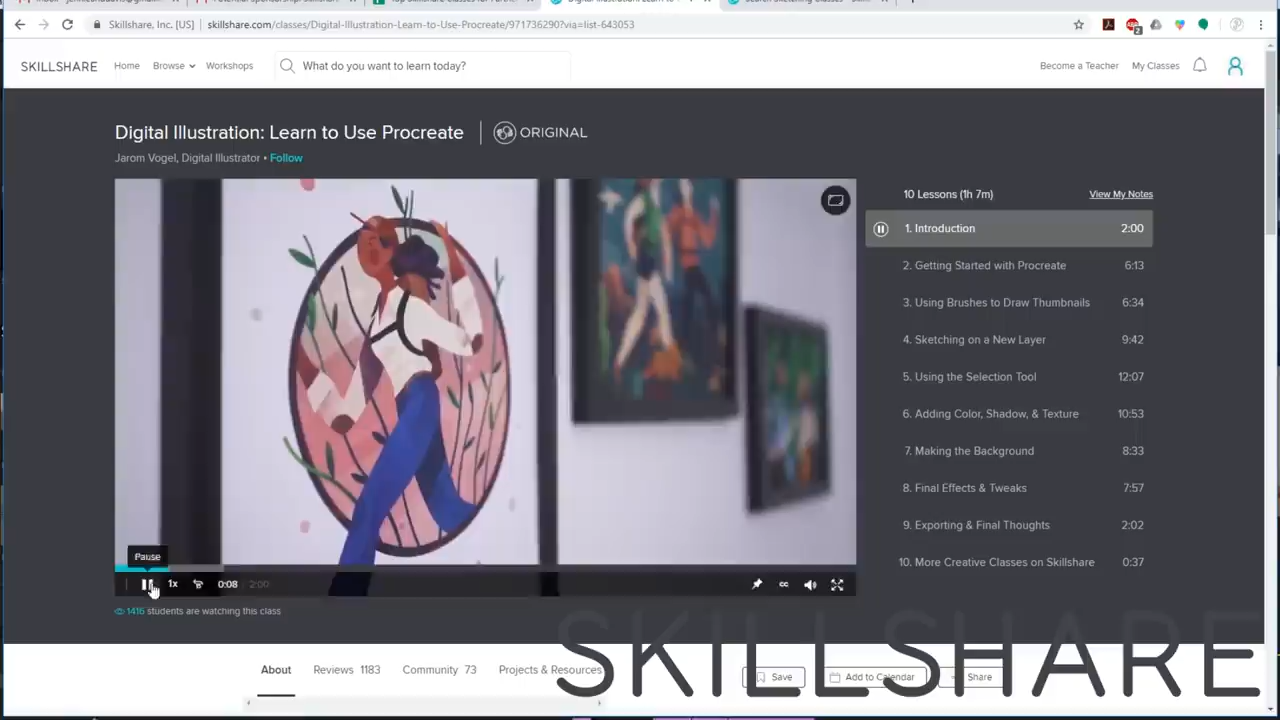 Skillshare, Inc. [US] | skillshare.com/classes/Digital-Illustration-Learn-to-Use-Procreate/971736290?via=list-643053
2
SKILLSHARE Home Browse Workshops What do you want to learn today? Become a Teacher My Classes
Digital Illustration: Learn to Use Procreate ORIGINAL
Jarom Vogel, Digital Illustrator • Follow
10 Lessons (1h 7m) View My Notes
1. Introduction 2:00
2. Getting Started with Procreate 6:13
3. Using Brushes to Draw Thumbnails 6:34
4. Sketching on a New Layer 9:42
5. Using the Selection Tool 12:07
6. Adding Color, Shadow, & Texture 10:53
7. Making the Background 8:33
8. Final Effects & Tweaks 7:57
9. Exporting & Final Thoughts 2:02
10. More Creative Classes on Skillshare 0:37
Pause
1x 0:08 2:00 CC
1416 students are watching this class
About Reviews 1183 Community 73 Projects & Resources Save Add to Calendar Share
SKILLSHARE